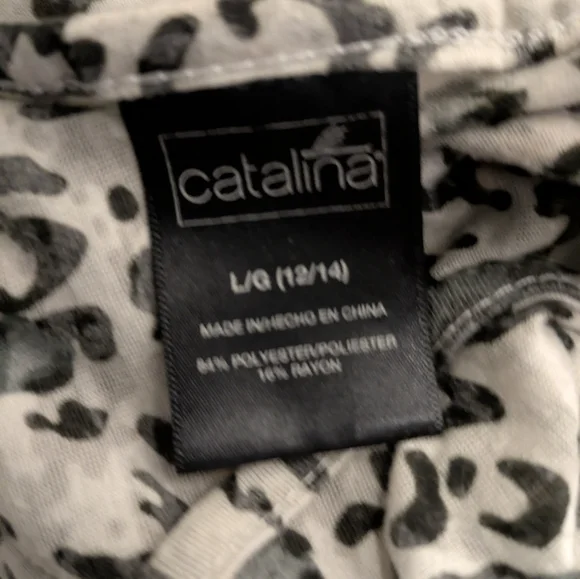 catalina
L/G (12/14)
MADE IN/HECHO EN CHINA
84% POLYESTER/POLIESTER
16% RAYON